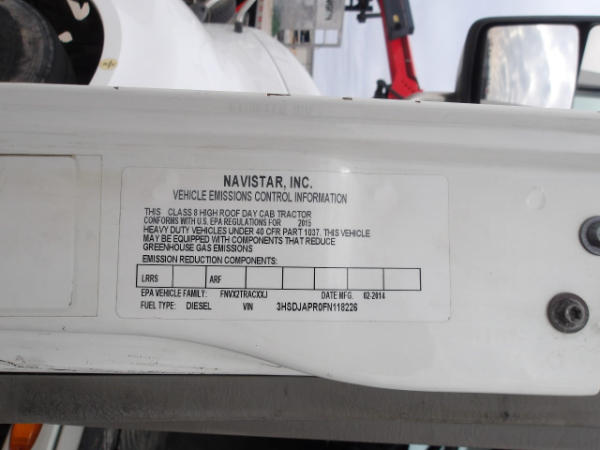 NAVISTAR, INC.
VEHICLE EMISSIONS CONTROL INFORMATION
THIS CLASS 8 HIGH ROOF DAY CAB TRACTOR
CONFORMS WITH U.S. EPA REGULATIONS FOR 2015
HEAVY DUTY VEHICLES UNDER 40 CFR PART 1037. THIS VEHICLE
MAY BE EQUIPPED WITH COMPONENTS THAT REDUCE
GREENHOUSE GAS EMISSIONS
EMISSION REDUCTION COMPONENTS:
LRRS ARF
EPA VEHICLE FAMILY: FNVX2TRACXXJ DATE MFG. 02-2014
FUEL TYPE: DIESEL VIN 3HSDJAPR0FN118226